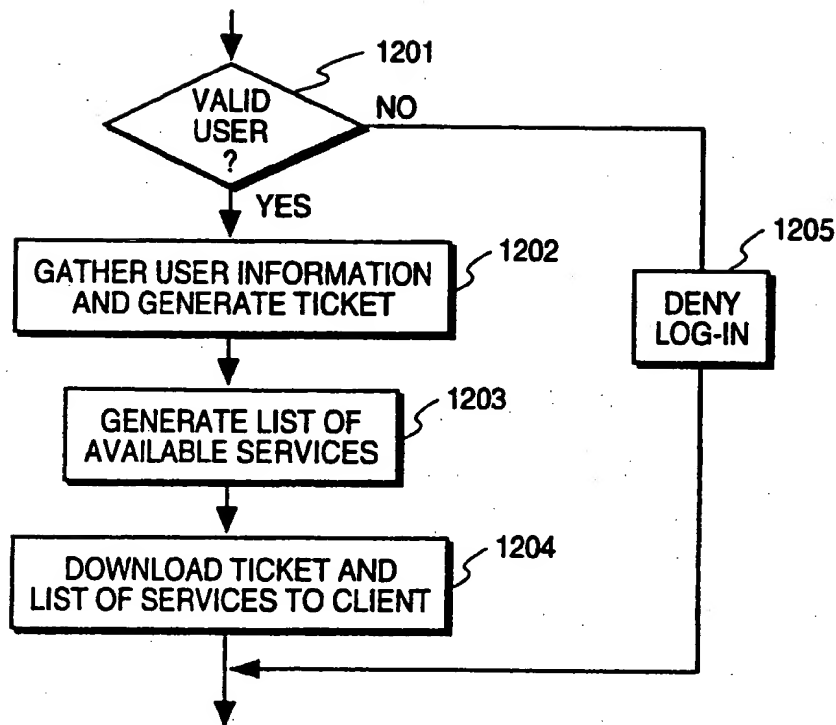 1201
VALID
USER
?
NO
YES
1202
GATHER USER INFORMATION
AND GENERATE TICKET
1205
DENY
LOG-IN
1203
GENERATE LIST OF
AVAILABLE SERVICES
1204
DOWNLOAD TICKET AND
LIST OF SERVICES TO CLIENT